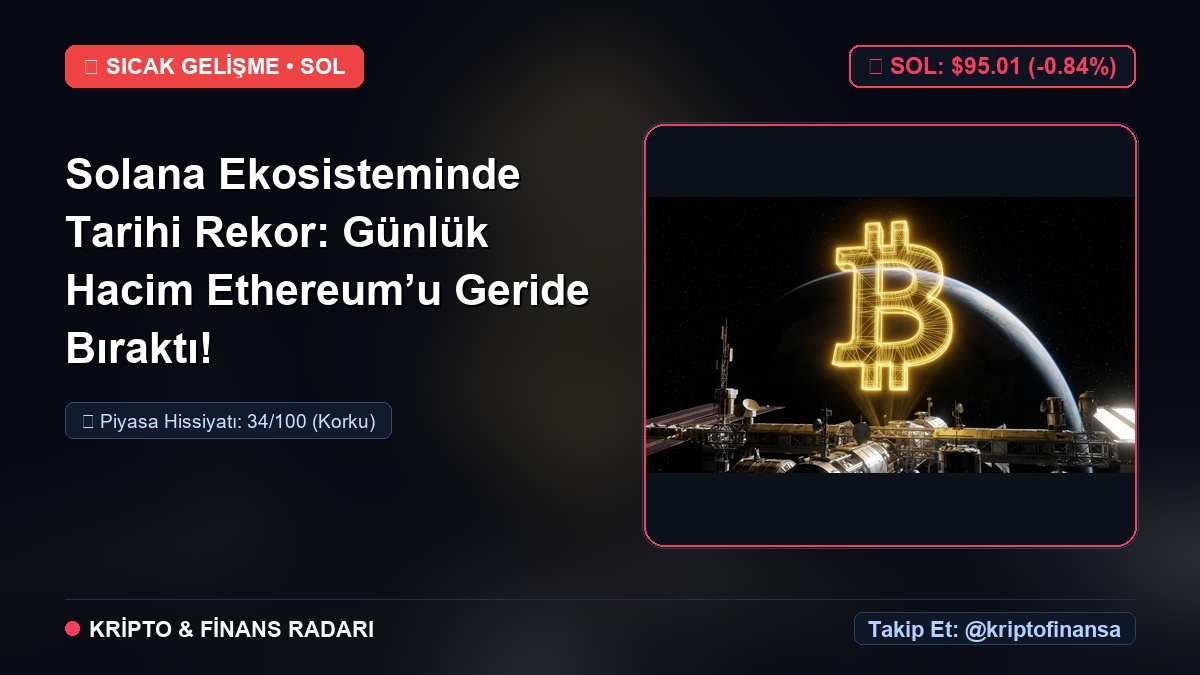 SICAK GELİŞME • SOL
SOL: $95.01 (-0.84%)
Solana Ekosisteminde
Tarihi Rekor: Günlük
Hacim Ethereum’u Geride
Bıraktı!
Piyasa Hissiyatı: 34/100 (Korku)
KRİPTO & FİNANS RADARI
Takip Et: @kriptofinansa